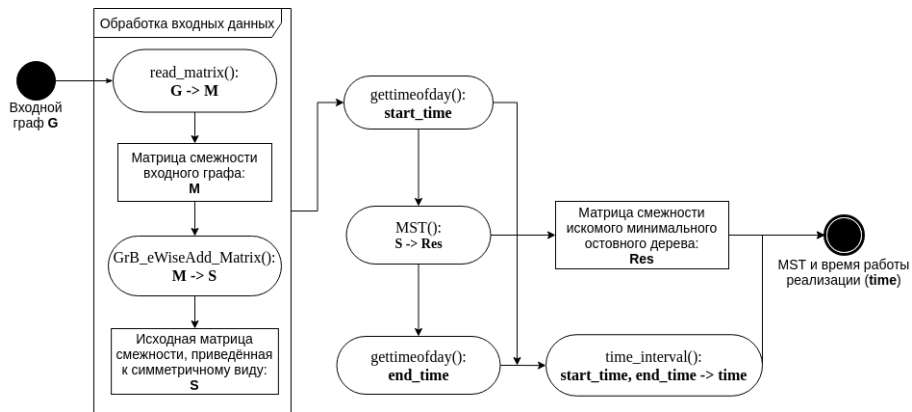 Обработка входных данных
Входной
граф G
read_matrix():
G -> M
Матрица смежности
входного графа:
M
GrB_eWiseAdd_Matrix():
M -> S
Исходная матрица
смежности, приведённая
к симметричному виду:
S
gettimeofday():
start_time
MST():
S -> Res
gettimeofday():
end_time
Матрица смежности
искомого минимального
остовного дерева:
Res
time_interval():
start_time, end_time -> time
MST и время работы
реализации (time)